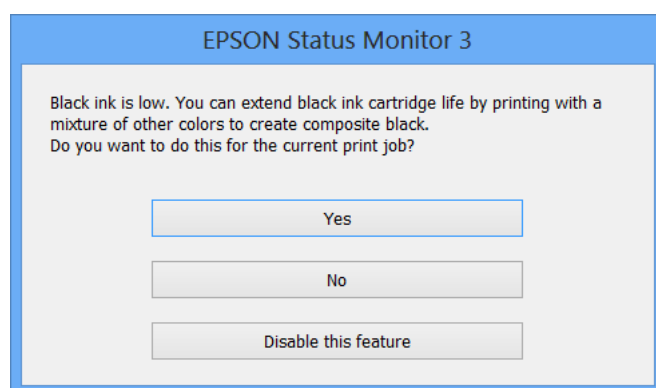 EPSON Status Monitor 3
Black ink is low. You can extend black ink cartridge life by printing with a
mixture of other colors to create composite black.
Do you want to do this for the current print job?
Yes
No
Disable this feature